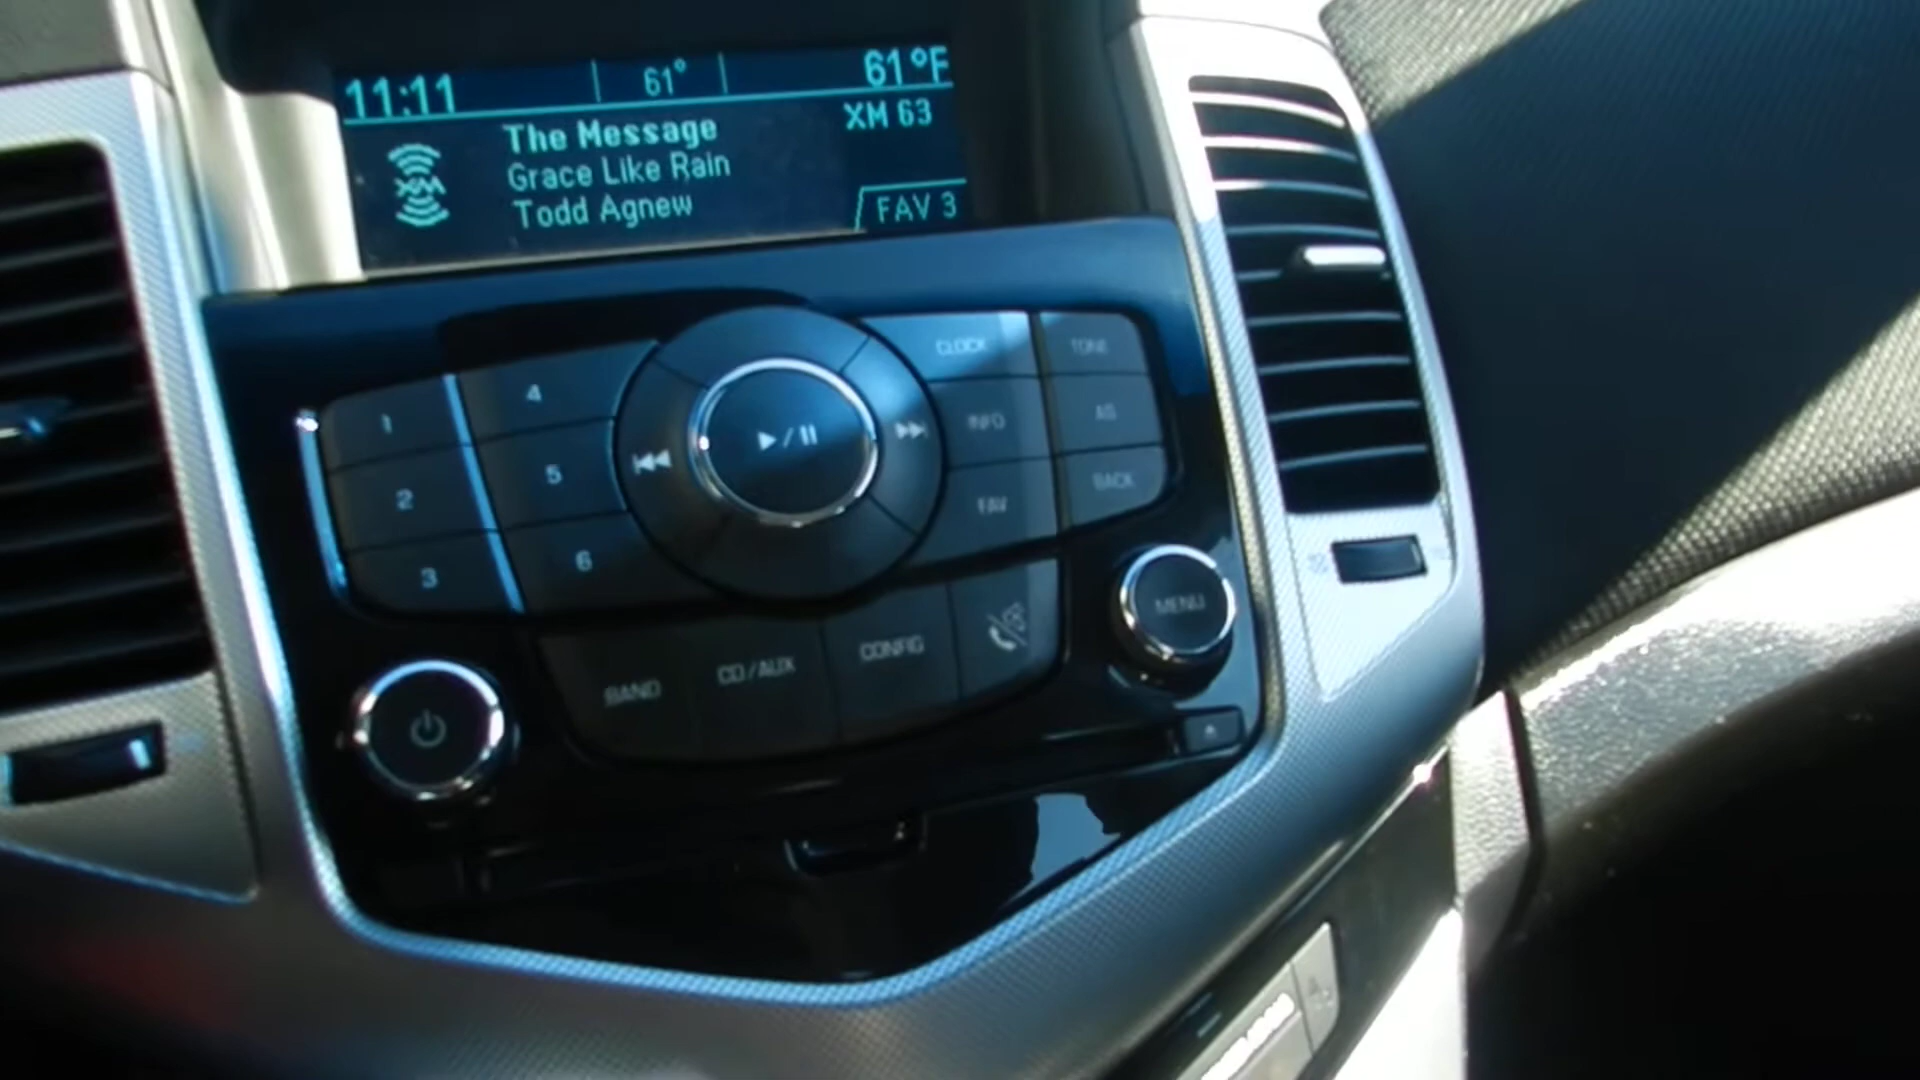 11:11 61° 61°F
XM 63
The Message
XM
Grace Like Rain
Todd Agnew
FAV 3
1 4 CLOCK TONE
2 5 INFO AS
3 6 FAV BACK
BAND CD/AUX CONFIG MENU